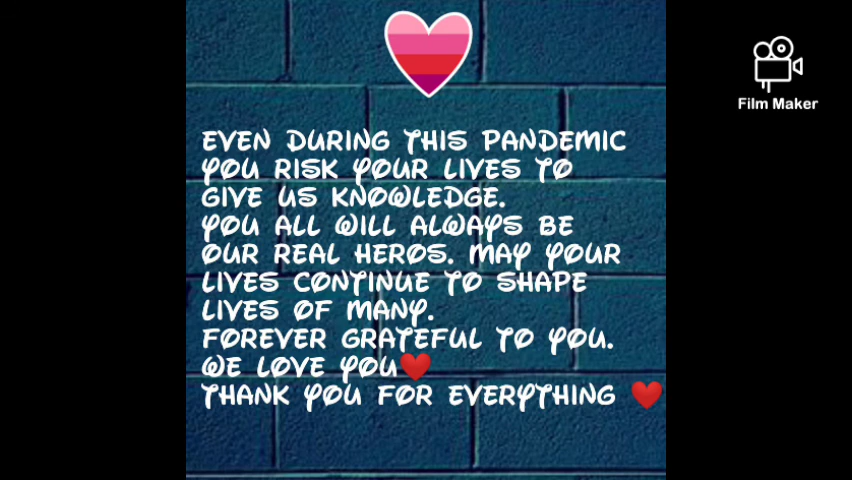 EVEN DURING THIS PANDEMIC
YOU RISK YOUR LIVES TO
GIVE US KNOWLEDGE.
YOU ALL WILL ALWAYS BE
OUR REAL HEROS. MAY YOUR
LIVES CONTINUE TO SHAPE
LIVES OF MANY.
FOREVER GRATEFUL TO YOU.
WE LOVE YOU❤️
THANK YOU FOR EVERYTHING ❤️
Film Maker